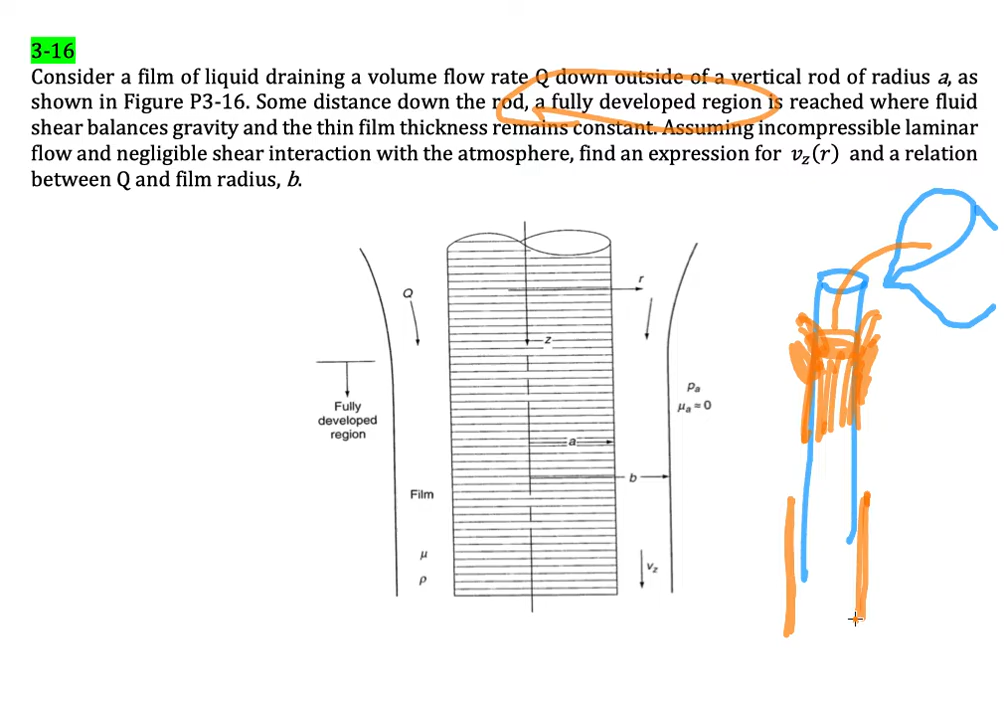 3-16
Consider a film of liquid draining a volume flow rate Q down outside of a vertical rod of radius a, as
shown in Figure P3-16. Some distance down the rod, a fully developed region is reached where fluid
shear balances gravity and the thin film thickness remains constant. Assuming incompressible laminar
flow and negligible shear interaction with the atmosphere, find an expression for v_z(r) and a relation
between Q and film radius, b.
r
Q
z
p_a
μ_a = 0
Fully
developed
region
a
b
Film
μ
v_z
ρ